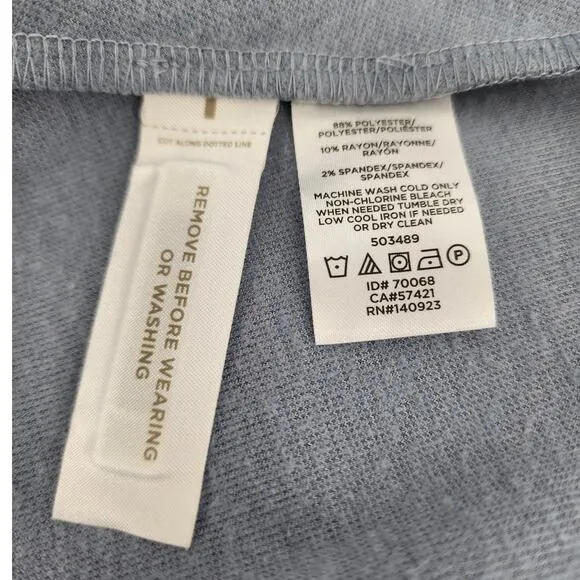 CUT ALONG DOTTED LINE
REMOVE BEFORE WEARING
OR WASHING
88% POLYESTER/
POLYESTER/POLIÉSTER
10% RAYON/RAYONNE/
RAYÓN
2% SPANDEX/SPANDEX/
SPANDEX
MACHINE WASH COLD ONLY
NON-CHLORINE BLEACH
WHEN NEEDED TUMBLE DRY
LOW COOL IRON IF NEEDED
OR DRY CLEAN
503489
P
ID# 70068
CA#57421
RN#140923